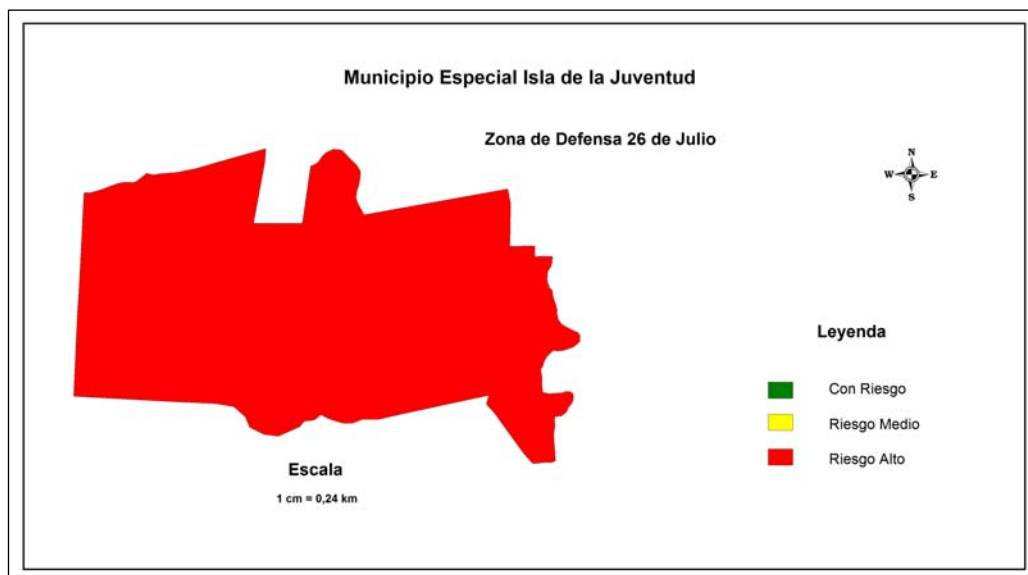 Municipio Especial Isla de la Juventud
Zona de Defensa 26 de Julio
N
W E
S
Leyenda
Con Riesgo
Riesgo Medio
Riesgo Alto
Escala
1 cm = 0,24 km